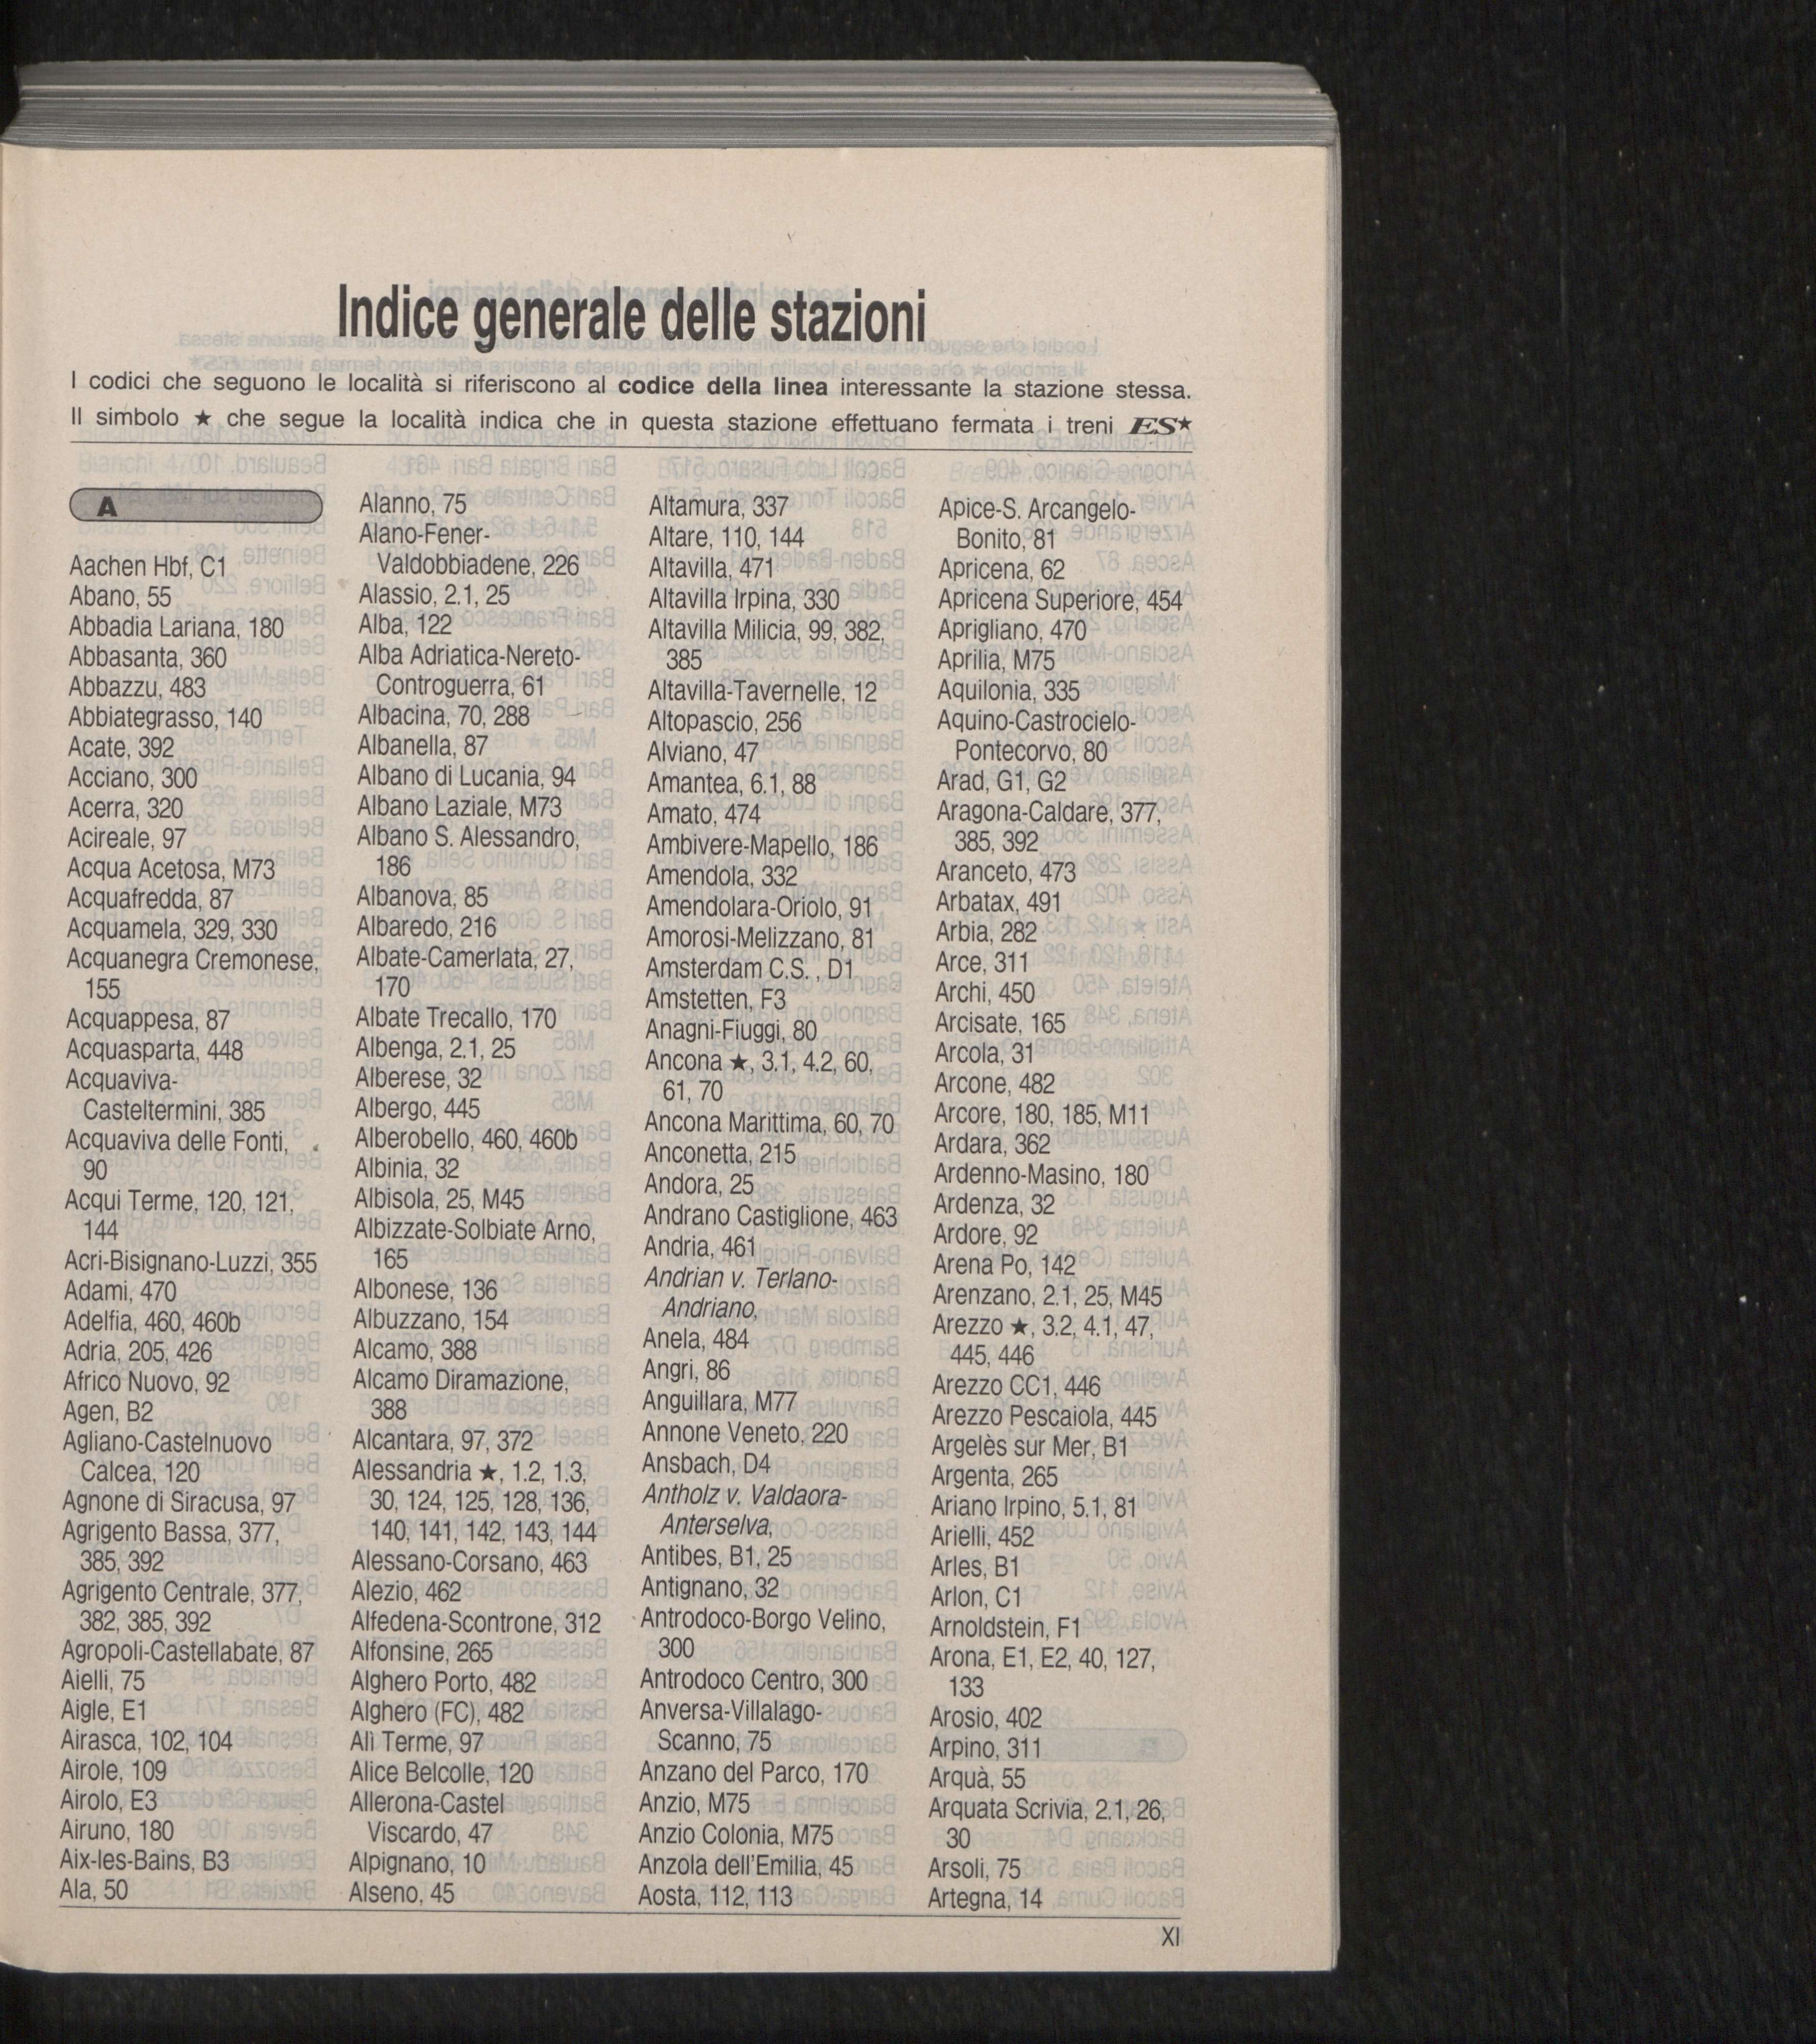 Indice generale delle stazioni
I codici che seguono le località si riferiscono al codice della linea interessante la stazione stessa.
Il simbolo ★ che segue la località indica che in questa stazione effettuano fermata i treni ES★
A
Aachen Hbf, C1
Abano, 55
Abbadia Lariana, 180
Abbasanta, 360
Abbazzu, 483
Abbiategrasso, 140
Acate, 392
Acciano, 300
Acerra, 320
Acireale, 97
Acqua Acetosa, M73
Acquafredda, 87
Acquamela, 329, 330
Acquanegra Cremonese,
155
Acquappesa, 87
Acquasparta, 448
Acquaviva-
Casteltermini, 385
Acquaviva delle Fonti,
90
Acqui Terme, 120, 121,
144
Acri-Bisignano-Luzzi, 355
Adami, 470
Adelfia, 460, 460b
Adria, 205, 426
Africo Nuovo, 92
Agen, B2
Agliano-Castelnuovo
Calcea, 120
Agnone di Siracusa, 97
Agrigento Bassa, 377,
385, 392
Agrigento Centrale, 377,
382, 385, 392
Agropoli-Castellabate, 87
Aielli, 75
Aigle, E1
Airasca, 102, 104
Airole, 109
Airolo, E3
Airuno, 180
Aix-les-Bains, B3
Ala, 50
Alanno, 75
Alano-Fener-
Valdobbiadene, 226
Alassio, 2.1, 25
Alba, 122
Alba Adriatica-Nereto-
Controguerra, 61
Albacina, 70, 288
Albanella, 87
Albano di Lucania, 94
Albano Laziale, M73
Albano S. Alessandro,
186
Albanova, 85
Albaredo, 216
Albate-Camerlata, 27,
170
Albate Trecallo, 170
Albenga, 2.1, 25
Alberese, 32
Albergo, 445
Alberobello, 460, 460b
Albinia, 32
Albisola, 25, M45
Albizzate-Solbiate Arno,
165
Albonese, 136
Albuzzano, 154
Alcamo, 388
Alcamo Diramazione,
388
Alcantara, 97, 372
Alessandria ★, 1.2, 1.3,
30, 124, 125, 128, 136,
140, 141, 142, 143, 144
Alessano-Corsano, 463
Alezio, 462
Alfedena-Scontrone, 312
Alfonsine, 265
Alghero Porto, 482
Alghero (FC), 482
Alì Terme, 97
Alice Belcolle, 120
Allerona-Castel
Viscardo, 47
Alpignano, 10
Alseno, 45
Altamura, 337
Altare, 110, 144
Altavilla, 471
Altavilla Irpina, 330
Altavilla Milicia, 99, 382,
385
Altavilla-Tavernelle, 12
Altopascio, 256
Alviano, 47
Amantea, 6.1, 88
Amato, 474
Ambivere-Mapello, 186
Amendola, 332
Amendolara-Oriolo, 91
Amorosi-Melizzano, 81
Amsterdam C.S. , D1
Amstetten, F3
Anagni-Fiuggi, 80
Ancona ★, 3.1, 4.2, 60,
61, 70
Ancona Marittima, 60, 70
Anconetta, 215
Andora, 25
Andrano Castiglione, 463
Andria, 461
Andrian v. Terlano-
Andriano,
Anela, 484
Angri, 86
Anguillara, M77
Annone Veneto, 220
Ansbach, D4
Antholz v. Valdaora-
Anterselva,
Antibes, B1, 25
Antignano, 32
Antrodoco-Borgo Velino,
300
Antrodoco Centro, 300
Anversa-Villalago-
Scanno, 75
Anzano del Parco, 170
Anzio, M75
Anzio Colonia, M75
Anzola dell'Emilia, 45
Aosta, 112, 113
Apice-S. Arcangelo-
Bonito, 81
Apricena, 62
Apricena Superiore, 454
Aprigliano, 470
Aprilia, M75
Aquilonia, 335
Aquino-Castrocielo-
Pontecorvo, 80
Arad, G1, G2
Aragona-Caldare, 377,
385, 392
Aranceto, 473
Arbatax, 491
Arbia, 282
Arce, 311
Archi, 450
Arcisate, 165
Arcola, 31
Arcone, 482
Arcore, 180, 185, M11
Ardara, 362
Ardenno-Masino, 180
Ardenza, 32
Ardore, 92
Arena Po, 142
Arenzano, 2.1, 25, M45
Arezzo ★, 3.2, 4.1, 47,
445, 446
Arezzo CC1, 446
Arezzo Pescaiola, 445
Argelès sur Mer, B1
Argenta, 265
Ariano Irpino, 5.1, 81
Arielli, 452
Arles, B1
Arlon, C1
Arnoldstein, F1
Arona, E1, E2, 40, 127,
133
Arosio, 402
Arpino, 311
Arquà, 55
Arquata Scrivia, 2.1, 26,
30
Arsoli, 75
Artegna, 14
XI